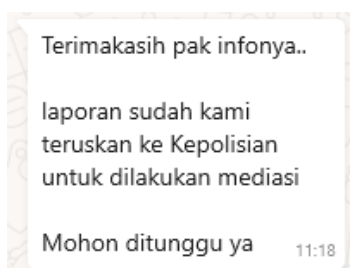 Terimakasih pak infonya..
laporan sudah kami
teruskan ke Kepolisian
untuk dilakukan mediasi
Mohon ditunggu ya
11:18